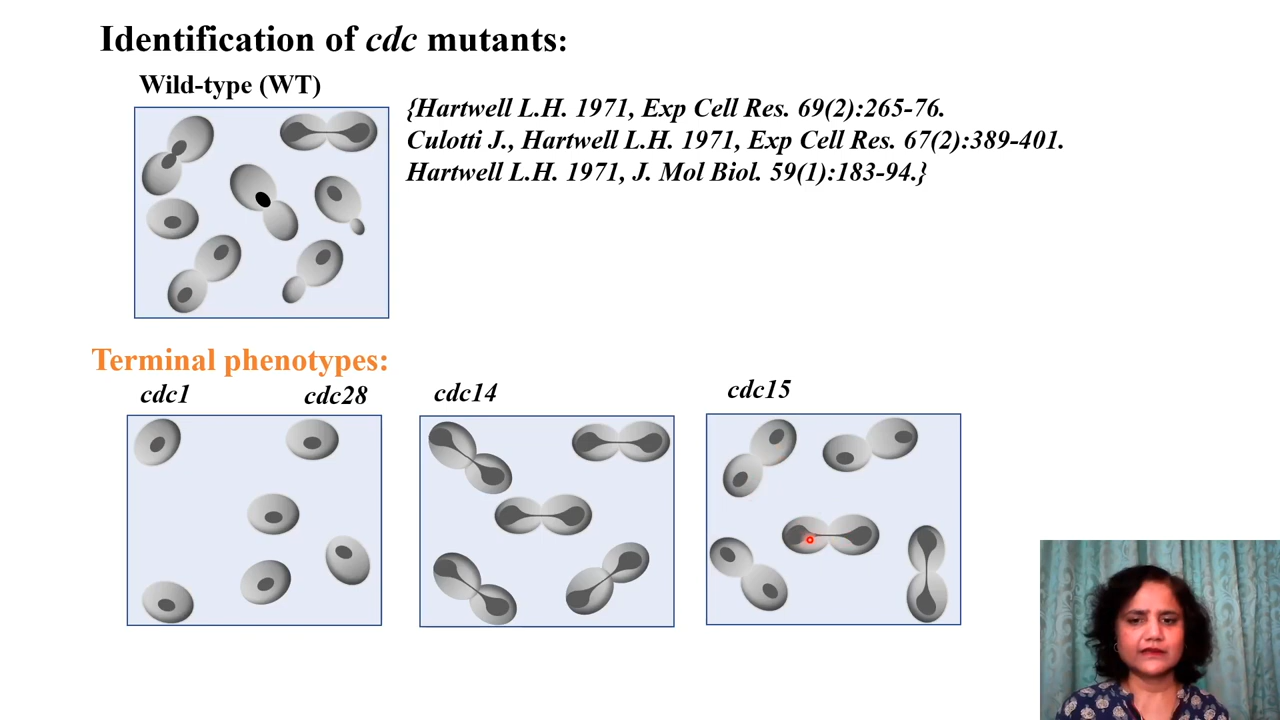 Identification of cdc mutants:
Wild-type (WT)
{Hartwell L.H. 1971, Exp Cell Res. 69(2):265-76.
Culotti J., Hartwell L.H. 1971, Exp Cell Res. 67(2):389-401.
Hartwell L.H. 1971, J. Mol Biol. 59(1):183-94.}
Terminal phenotypes:
cdc1 cdc28 cdc14 cdc15